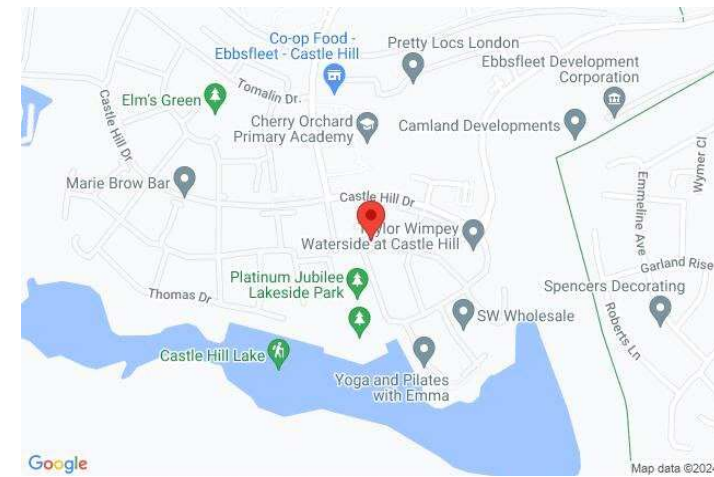 Co-op Food -
Ebbsfleet - Castle Hill
Pretty Locs London
Ebbsfleet Development
Corporation
Tomalin Dr.
Castle Hill Dr
Elm's Green
Cherry Orchard
Primary Academy
Camland Developments
Wymer Cl
Emmeline Ave
Marie Brow Bar
Castle Hill Dr
Wimpey
Waterside at Castle Hill
Garland Rise
Platinum Jubilee
Lakeside Park
Spencers Decorating
Thomas Dr
SW Wholesale
Roberts Ln
Castle Hill Lake
Yoga and Pilates
with Emma
Google
Map data ©2024